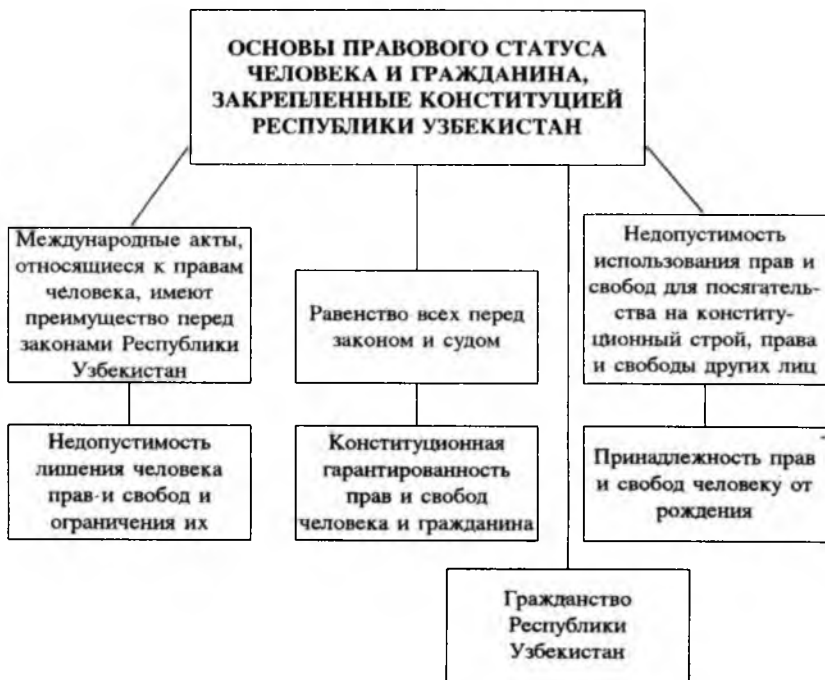 ОСНОВЫ ПРАВОВОГО СТАТУСА
ЧЕЛОВЕКА И ГРАЖДАНИНА,
ЗАКРЕПЛЕННЫЕ КОНСТИТУЦИЕЙ
РЕСПУБЛИКИ УЗБЕКИСТАН
Международные акты,
относящиеся к правам
человека, имеют
преимущество перед
законами Республики
Узбекистан
Равенство всех перед
законом и судом
Недопустимость
использования прав и
свобод для посягатель-
ства на конститу-
ционный строй, права
и свободы других лиц
Недопустимость
лишения человека
прав и свобод и
ограничения их
Конституционная
гарантированность
прав и свобод
человека и гражданина
Принадлежность прав
и свобод человеку от
рождения
Гражданство
Республики
Узбекистан